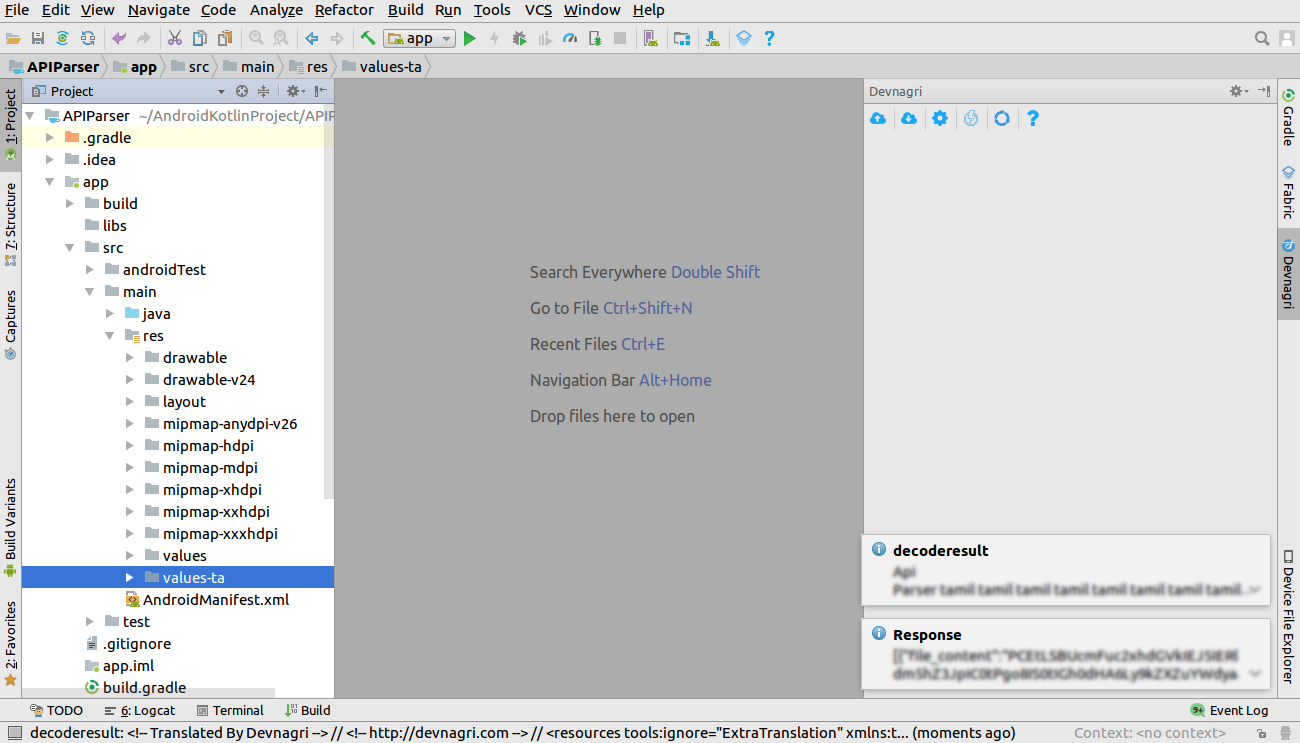 File Edit View Navigate Code Analyze Refactor Build Run Tools VCS Window Help
app
APIParser app src main res values-ta
Project
Devnagri
1: Project
7: Structure
Captures
Build Variants
2: Favorites
APIParser ~/AndroidKotlinProject/APIP
.gradle
.idea
app
build
libs
src
androidTest
main
java
res
drawable
drawable-v24
layout
mipmap-anydpi-v26
mipmap-hdpi
mipmap-mdpi
mipmap-xhdpi
mipmap-xxhdpi
mipmap-xxxhdpi
values
values-ta
AndroidManifest.xml
test
.gitignore
app.iml
build.gradle
Search Everywhere Double Shift
Go to File Ctrl+Shift+N
Recent Files Ctrl+E
Navigation Bar Alt+Home
Drop files here to open
Gradle
Fabric
Devnagri
Device File Explorer
decoderesult
Api
Parser tamil tamil tamil tamil tamil tamil tamil tamil tamil...
Response
TODO 6: Logcat Terminal Build 9+ Event Log
decoderesult: <!-- Translated By Devnagri --> // <!-- http://devnagri.com --> // <resources tools:ignore="ExtraTranslation" xmlns:t... (moments ago) Context: <no context>